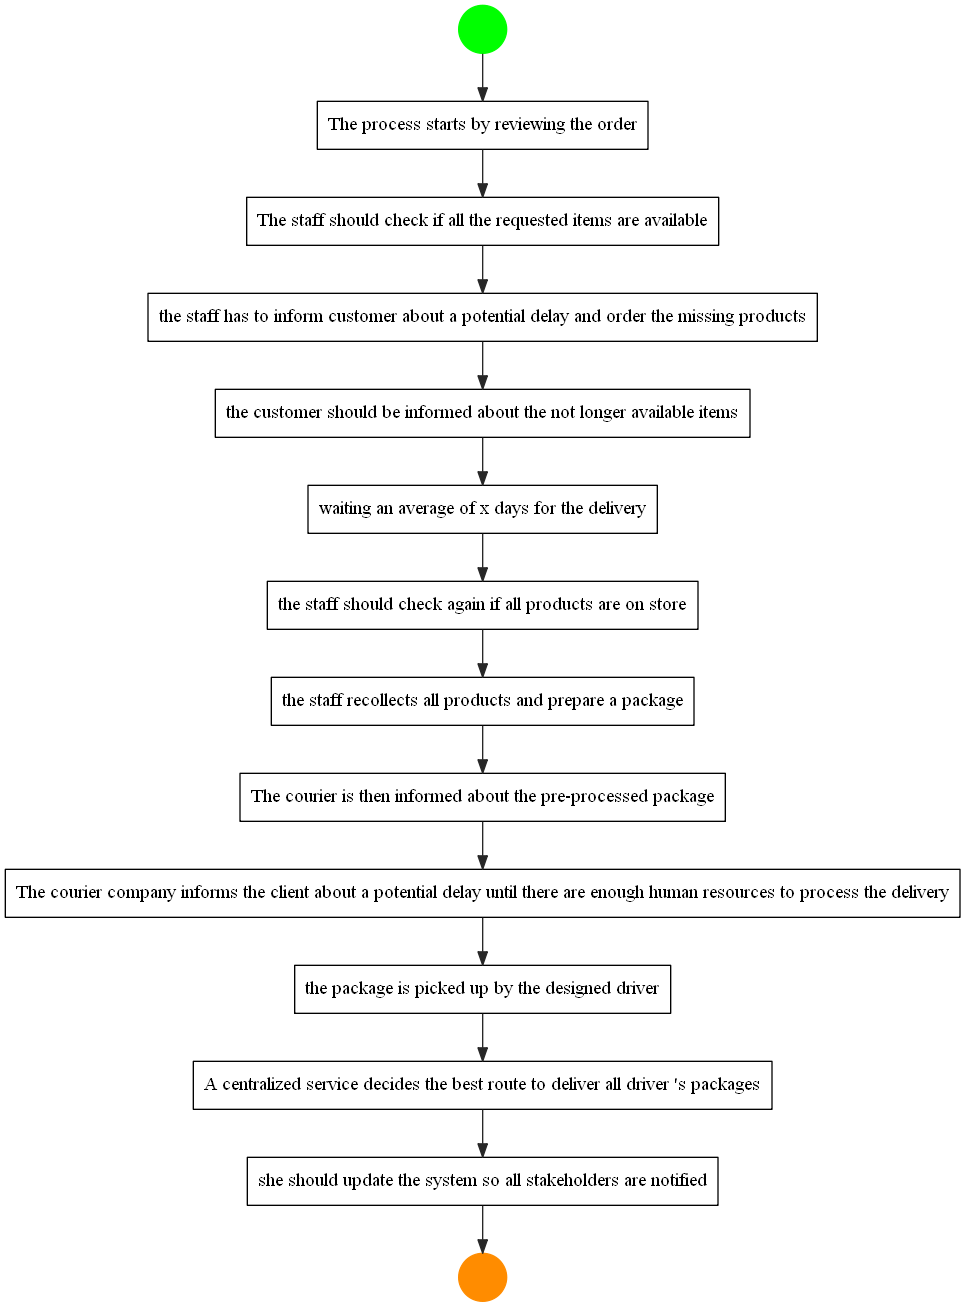 The process starts by reviewing the order
The staff should check if all the requested items are available
the staff has to inform customer about a potential delay and order the missing products
the customer should be informed about the not longer available items
waiting an average of x days for the delivery
the staff should check again if all products are on store
the staff recollects all products and prepare a package
The courier is then informed about the pre-processed package
The courier company informs the client about a potential delay until there are enough human resources to process the delivery
the package is picked up by the designed driver
A centralized service decides the best route to deliver all driver 's packages
she should update the system so all stakeholders are notified